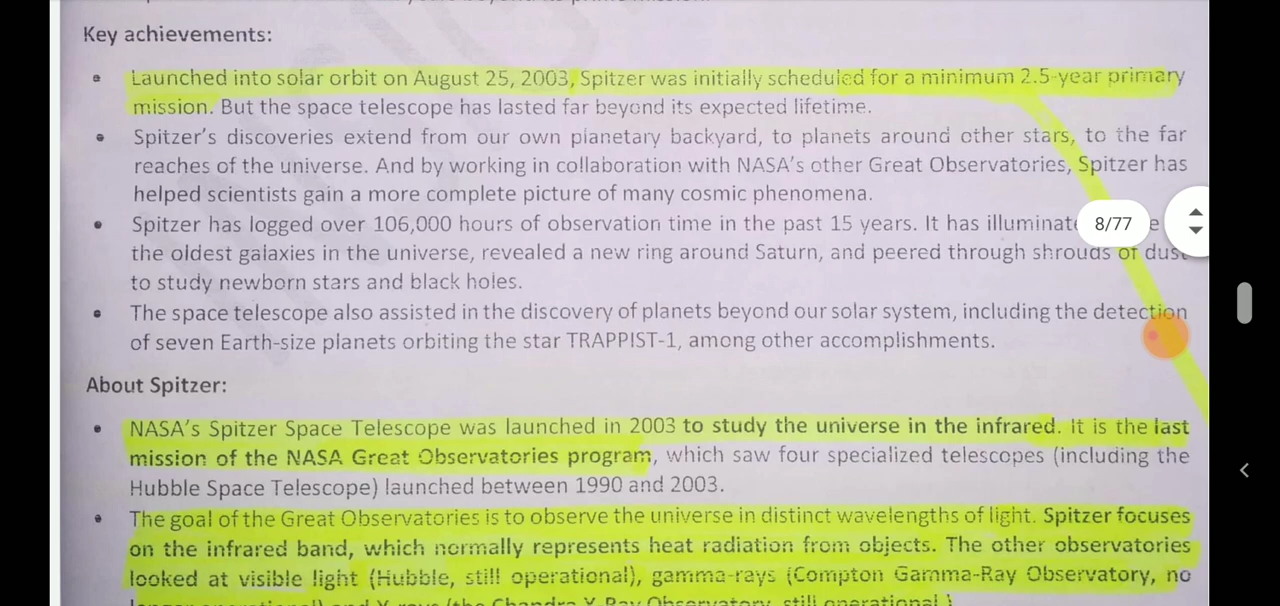 Key achievements:
Launched into solar orbit on August 25, 2003, Spitzer was initially scheduled for a minimum 2.5-year primary
mission. But the space telescope has lasted far beyond its expected lifetime.
Spitzer's discoveries extend from our own planetary backyard, to planets around other stars, to the far
reaches of the universe. And by working in collaboration with NASA's other Great Observatories, Spitzer has
helped scientists gain a more complete picture of many cosmic phenomena.
Spitzer has logged over 106,000 hours of observation time in the past 15 years. It has illuminate
8/77
the oldest galaxies in the universe, revealed a new ring around Saturn, and peered through shrouds of dust
to study newborn stars and black holes.
The space telescope also assisted in the discovery of planets beyond our solar system, including the detection
of seven Earth-size planets orbiting the star TRAPPIST-1, among other accomplishments.
About Spitzer:
NASA's Spitzer Space Telescope was launched in 2003 to study the universe in the infrared. It is the last
mission of the NASA Great Observatories program, which saw four specialized telescopes (including the
Hubble Space Telescope) launched between 1990 and 2003.
The goal of the Great Observatories is to observe the universe in distinct wavelengths of light. Spitzer focuses
on the infrared band, which normally represents heat radiation from objects. The other observatories
looked at visible light (Hubble, still operational), gamma-rays (Compton Gamma-Ray Observatory, no
longer operational) and X-rays (the Chandra X-Ray Observatory, still operational.)